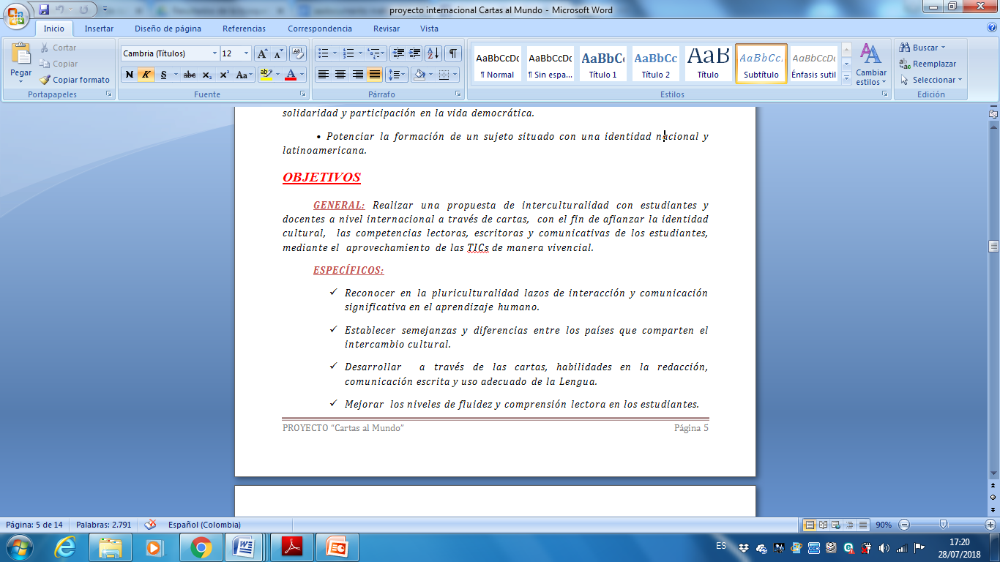 proyecto internacional Cartas al Mundo - Microsoft Word
Inicio Insertar Diseño de página Referencias Correspondencia Revisar Vista
Pegar
Cortar
Copiar
Copiar formato
Portapapeles
Cambria (Títulos) 12
N K S abc x₂ x² Aa
Fuente
Párrafo
AaBbCcDc AaBbCcDc AaBbCc AaBbCc AaB AaBbCc. AaBbCcDc
¶ Normal ¶ Sin espa... Título 1 Título 2 Título Subtítulo Énfasis sutil
Cambiar estilos
Estilos
Buscar
Reemplazar
Seleccionar
Edición
solidaridad y participación en la vida democrática.
• Potenciar la formación de un sujeto situado con una identidad nacional y
latinoamericana.
OBJETIVOS
GENERAL: Realizar una propuesta de interculturalidad con estudiantes y
docentes a nivel internacional a través de cartas, con el fin de afianzar la identidad
cultural, las competencias lectoras, escritoras y comunicativas de los estudiantes,
mediante el aprovechamiento de las TICs de manera vivencial.
ESPECÍFICOS:
✓ Reconocer en la pluriculturalidad lazos de interacción y comunicación
significativa en el aprendizaje humano.
✓ Establecer semejanzas y diferencias entre los países que comparten el
intercambio cultural.
✓ Desarrollar a través de las cartas, habilidades en la redacción,
comunicación escrita y uso adecuado de la Lengua.
✓ Mejorar los niveles de fluidez y comprensión lectora en los estudiantes.
PROYECTO “Cartas al Mundo” Página 5
Página: 5 de 14 Palabras: 2.791 Español (Colombia) 90%
ES 17:20
28/07/2018